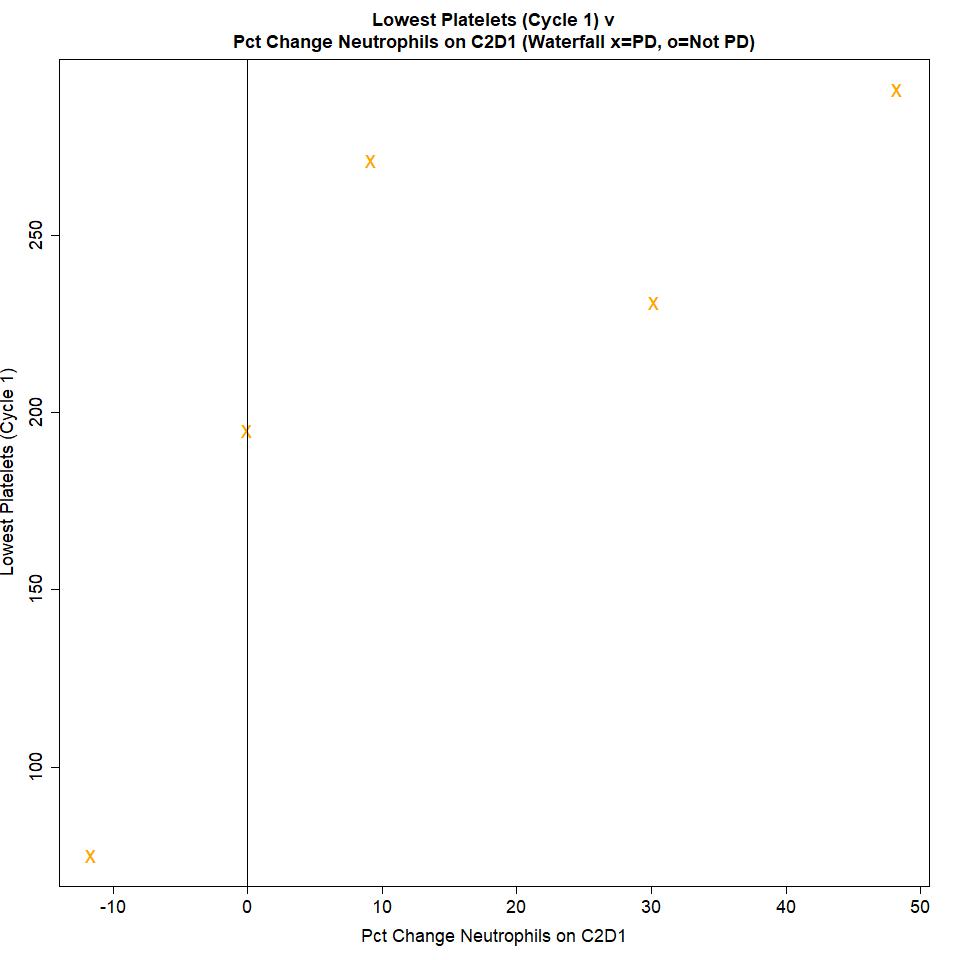 Lowest Platelets (Cycle 1) v
Pct Change Neutrophils on C2D1 (Waterfall x=PD, o=Not PD)
Lowest Platelets (Cycle 1)
250
200
150
100
X
X
X
X
X
-10 0 10 20 30 40 50
Pct Change Neutrophils on C2D1